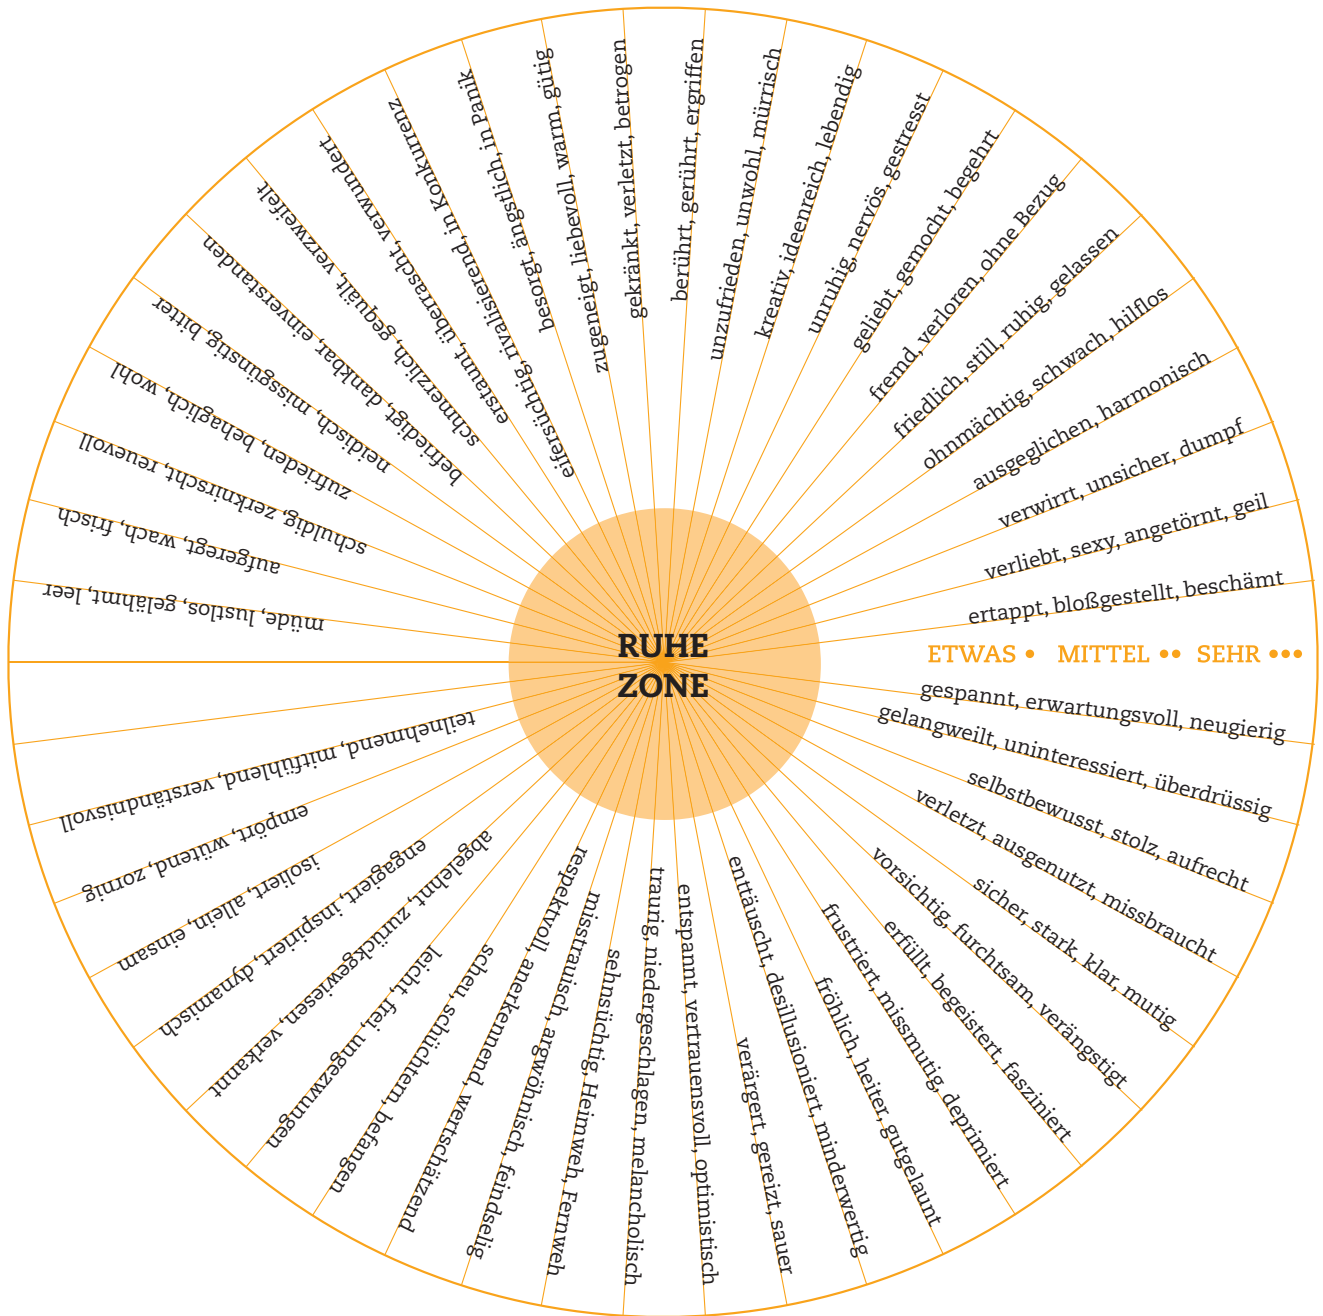 RUHE
ZONE
ETWAS • MITTEL •• SEHR •••
berührt, gerührt, ergriffen
unzufrieden, unwohl, mürrisch
kreativ, ideenreich, lebendig
unruhig, nervös, gestresst
geliebt, gemocht, begehrt
fremd, verloren, ohne Bezug
friedlich, still, ruhig, gelassen
ohnmächtig, schwach, hilflos
ausgeglichen, harmonisch
verwirrt, unsicher, dumpf
verliebt, sexy, angetörnt, geil
ertappt, bloßgestellt, beschämt
gespannt, erwartungsvoll, neugierig
gelangweilt, uninteressiert, überdrüssig
selbstbewusst, stolz, aufrecht
verletzt, ausgenutzt, missbraucht
sicher, stark, klar, mutig
vorsichtig, furchtsam, verängstigt
erfüllt, begeistert, fasziniert
frustriert, missmutig, deprimiert
fröhlich, heiter, gutgelaunt
enttäuscht, desillusioniert, minderwertig
verärgert, gereizt, sauer
entspannt, vertrauensvoll, optimistisch
traurig, niedergeschlagen, melancholisch
sehnsüchtig, Heimweh, Fernweh
misstrauisch, argwöhnisch, feindselig
respektvoll, anerkennend, wertschätzend
scheu, schüchtern, befangen
leicht, frei, ungezwungen
abgelehnt, zurückgewiesen, verkannt
engagiert, inspiriert, dynamisch
isoliert, allein, einsam
empört, wütend, zornig
teilnehmend, mitfühlend, verständnisvoll
müde, lustlos, gelähmt, leer
aufgeregt, wach, frisch
schuldig, zerknirscht, reuevoll
zufrieden, behaglich, wohl
neidisch, missgünstig, bitter
befriedigt, dankbar, einverstanden
schmerzlich, gequält, verzweifelt
erstaunt, überrascht, verwundert
eifersüchtig, rivalisierend, in Konkurrenz
besorgt, ängstlich, in Panik
zugeneigt, liebevoll, warm, gütig
gekränkt, verletzt, betrogen